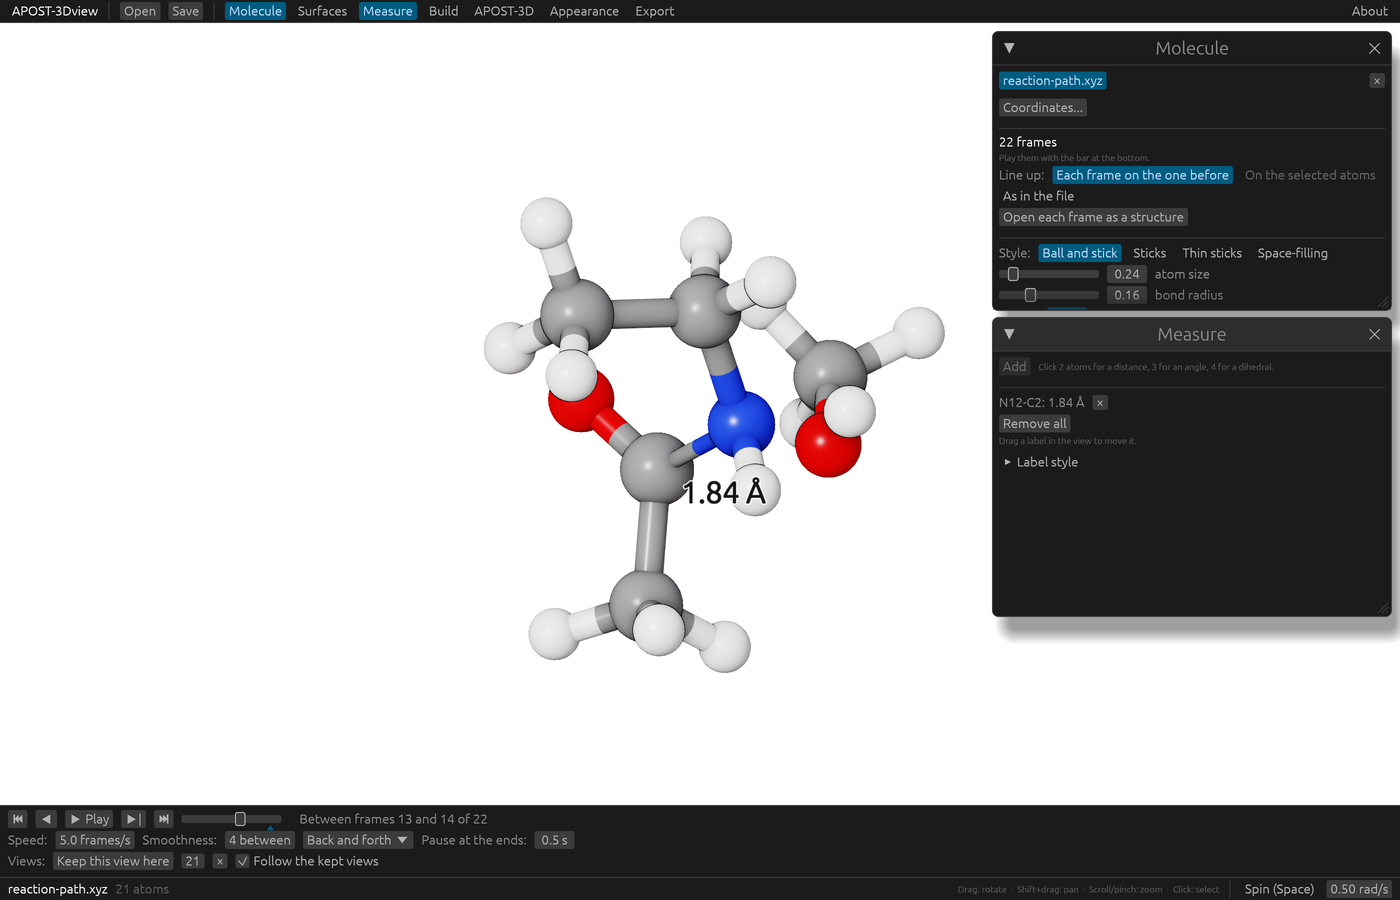 APOST-3Dview Open Save Molecule Surfaces Measure Build APOST-3D Appearance Export About
Molecule
reaction-path.xyz x
Coordinates...
22 frames
Play them with the bar at the bottom.
Line up: Each frame on the one before On the selected atoms
As in the file
Open each frame as a structure
Style: Ball and stick Sticks Thin sticks Space-filling
0.24 atom size
0.16 bond radius
Measure
Add Click 2 atoms for a distance, 3 for an angle, 4 for a dihedral.
N12-C2: 1.84 Å x
Remove all
Drag a label in the view to move it.
Label style
1.84 Å
Play Between frames 13 and 14 of 22
Speed: 5.0 frames/s Smoothness: 4 between Back and forth Pause at the ends: 0.5 s
Views: Keep this view here 21 x Follow the kept views
reaction-path.xyz 21 atoms Drag: rotate · Shift+drag: pan · Scroll/pinch: zoom · Click: select Spin (Space) 0.50 rad/s